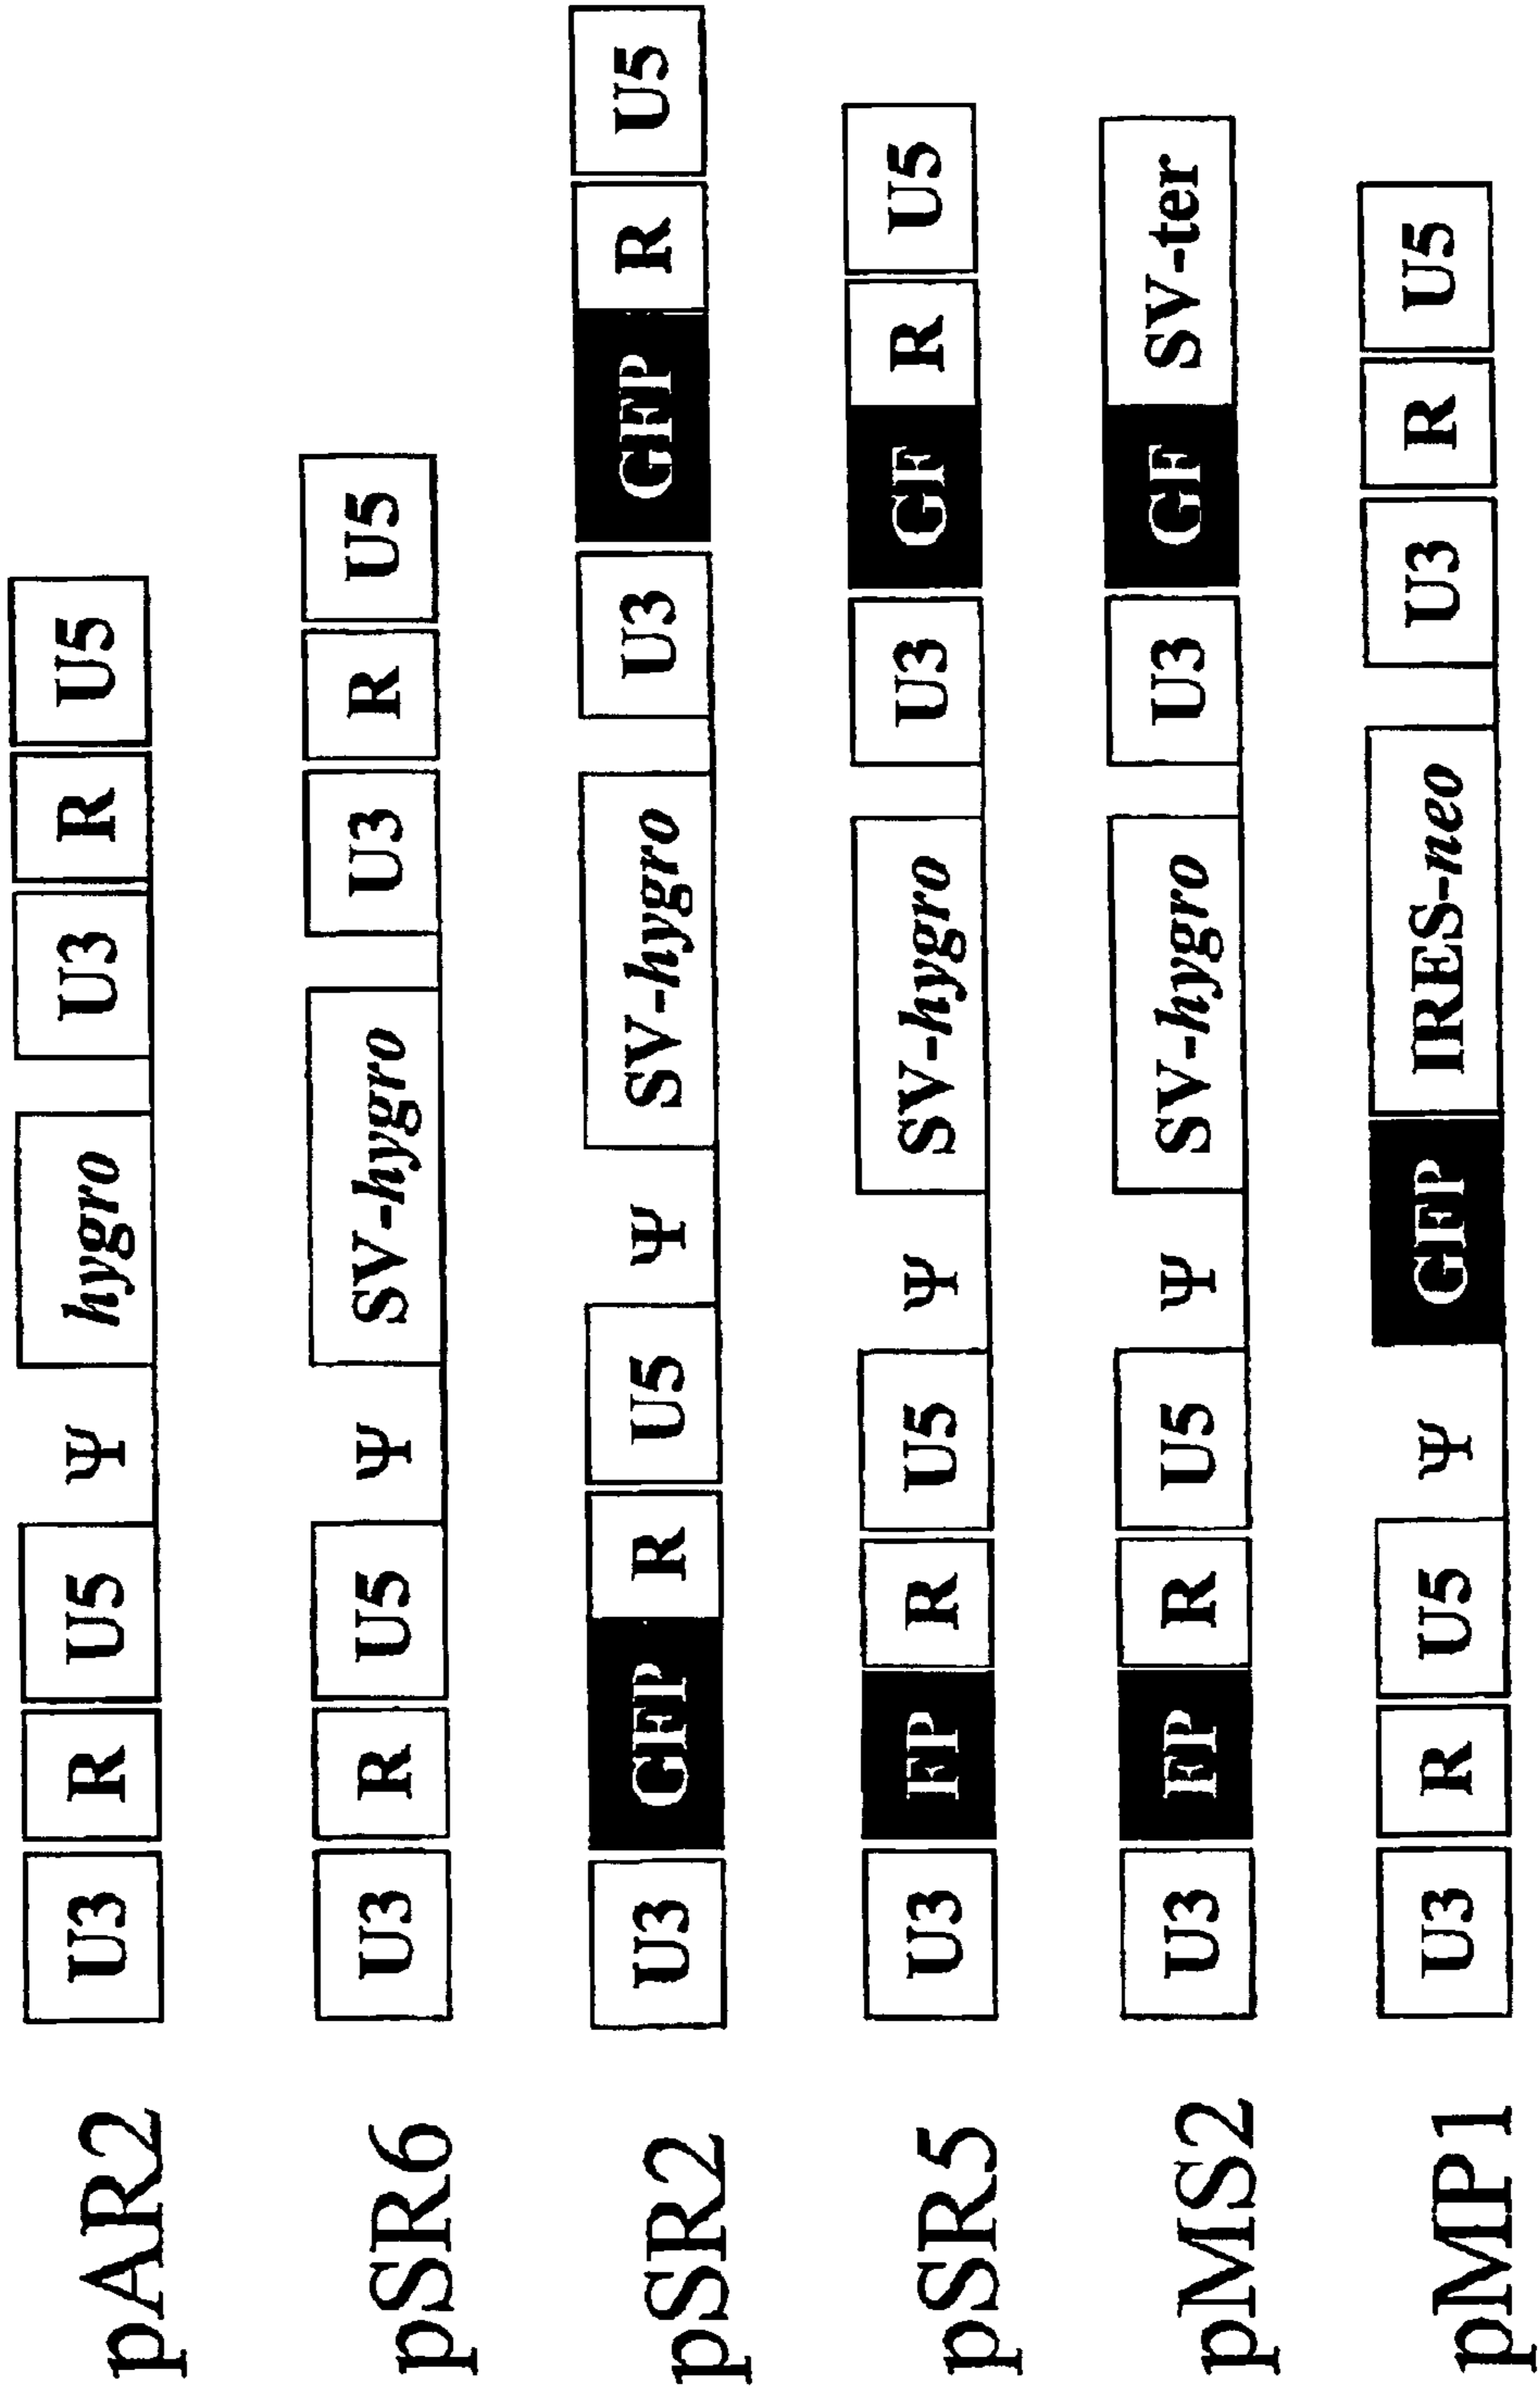 pAR2 U3 R U5 Ψ hygro U3 R U5
pSR6 U3 R U5 Ψ SV-hygro U3 R U5
pSR2 U3 GFP R U5 Ψ SV-hygro U3 GFP R U5
pSR5 U3 FP R U5 Ψ SV-hygro U3 GF R U5
pMS2 U3 FP R U5 Ψ SV-hygro U3 GF SV-ter
pMP1 U3 R U5 Ψ GFP IRES-neo U3 R U5